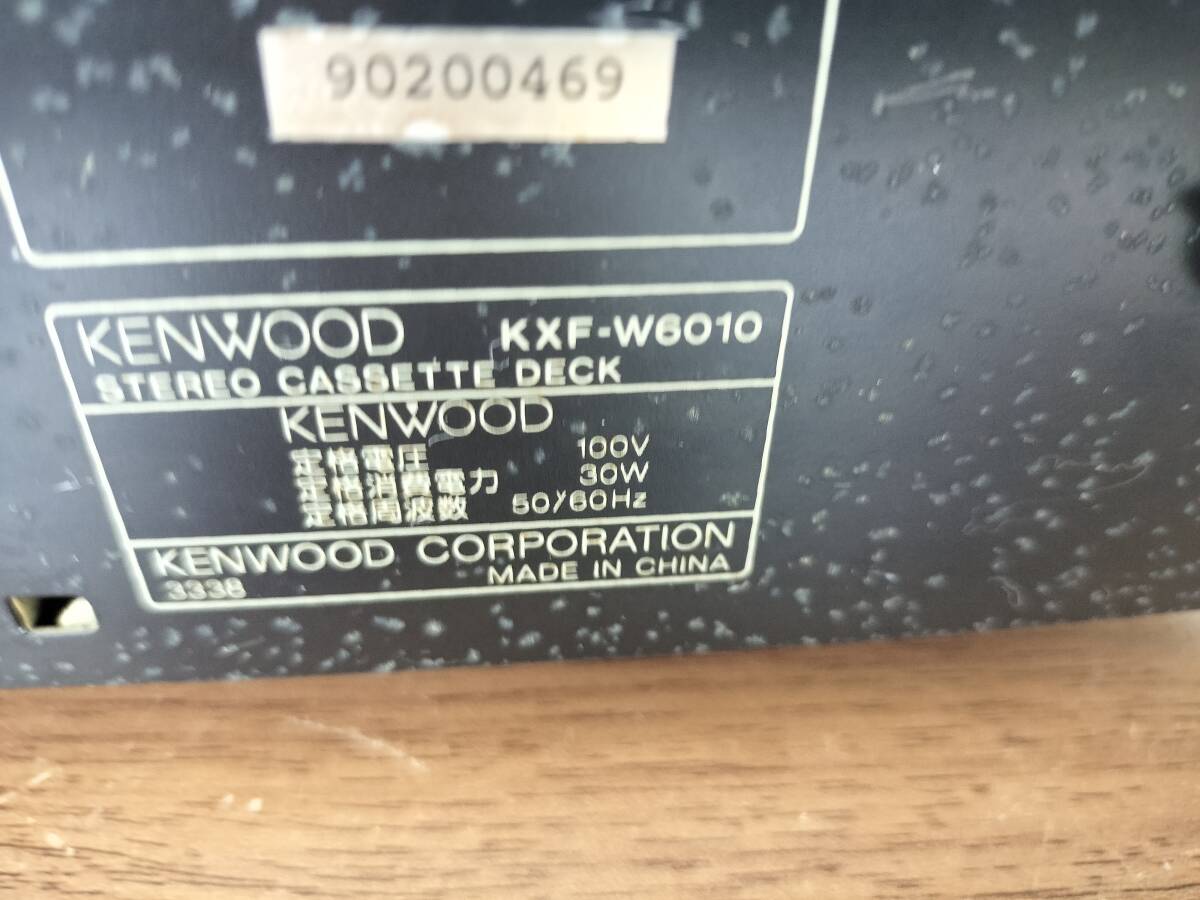 90200469
KENWOOD KXF-W6010
STEREO CASSETTE DECK
KENWOOD
定格電圧 100V
定格消費電力 30W
定格周波数 50/60Hz
KENWOOD CORPORATION
3338 MADE IN CHINA